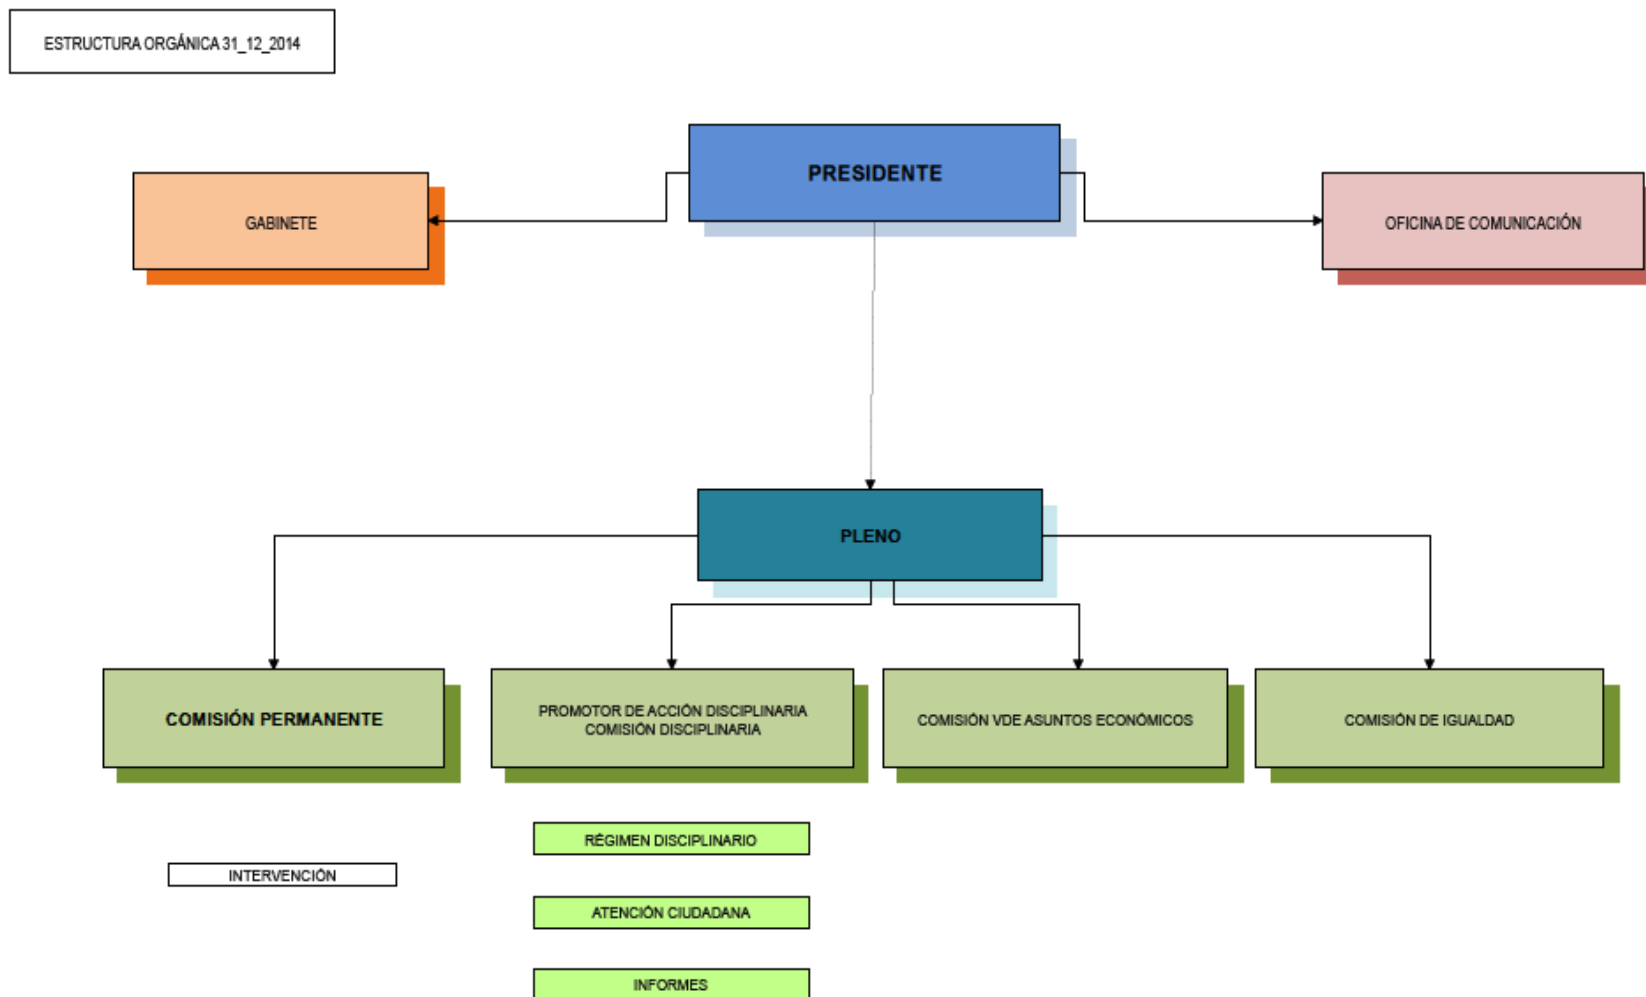 ESTRUCTURA ORGÁNICA 31_12_2014
PRESIDENTE
GABINETE
OFICINA DE COMUNICACIÓN
PLENO
COMISIÓN PERMANENTE
PROMOTOR DE ACCIÓN DISCIPLINARIA
COMISIÓN DISCIPLINARIA
COMISIÓN VDE ASUNTOS ECONÓMICOS
COMISIÓN DE IGUALDAD
RÉGIMEN DISCIPLINARIO
INTERVENCIÓN
ATENCIÓN CIUDADANA
INFORMES